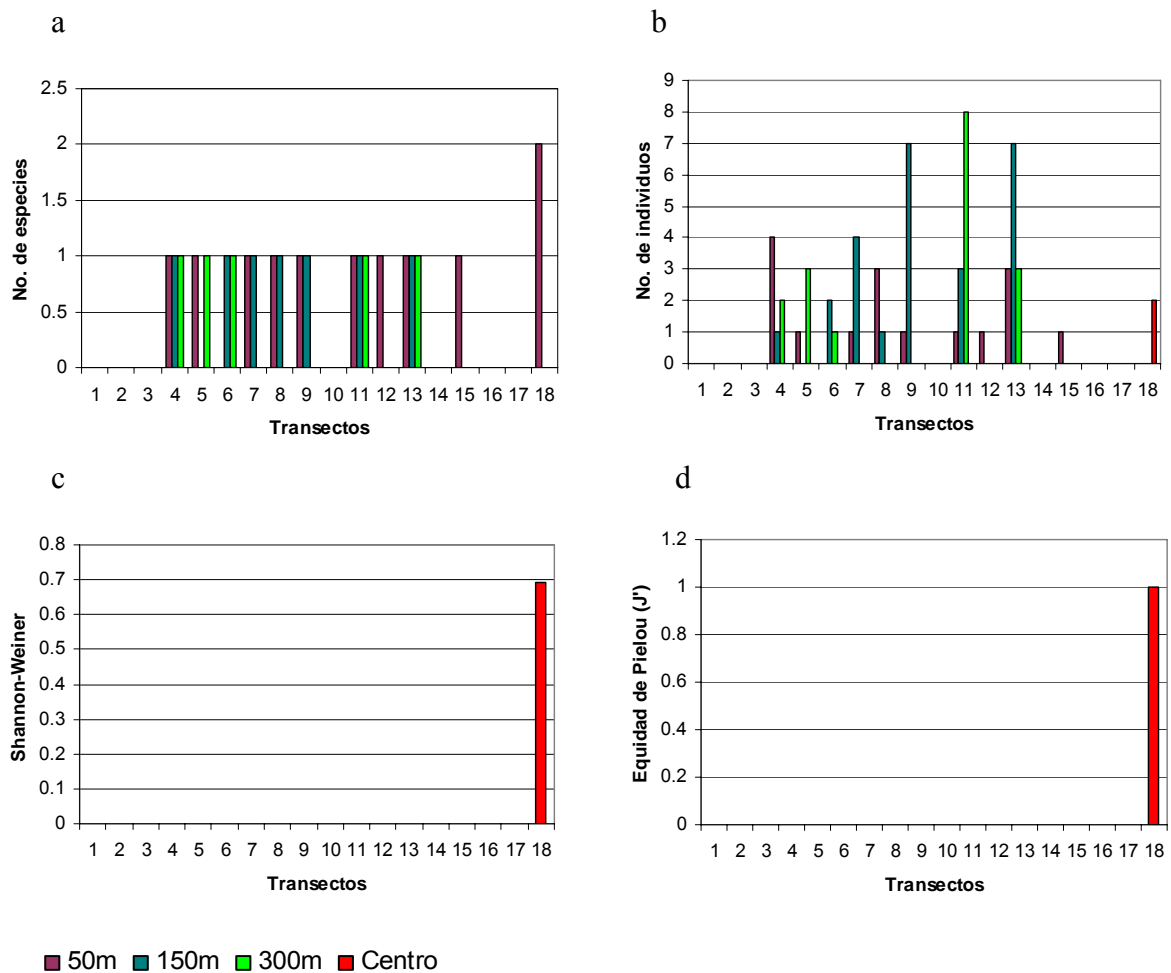 a
No. de especies
2.5
2
1.5
1
0.5
0
1 2 3 4 5 6 7 8 9 10 11 12 13 14 15 16 17 18
Transectos
b
No. de individuos
9
8
7
6
5
4
3
2
1
0
1 2 3 4 5 6 7 8 9 10 11 12 13 14 15 16 17 18
Transectos
c
Shannon-Weiner
0.8
0.7
0.6
0.5
0.4
0.3
0.2
0.1
0
1 2 3 4 5 6 7 8 9 10 11 12 13 14 15 16 17 18
Transectos
d
Equidad de Pielou (J')
1.2
1
0.8
0.6
0.4
0.2
0
1 2 3 4 5 6 7 8 9 10 11 12 13 14 15 16 17 18
Transectos
50m 150m 300m Centro